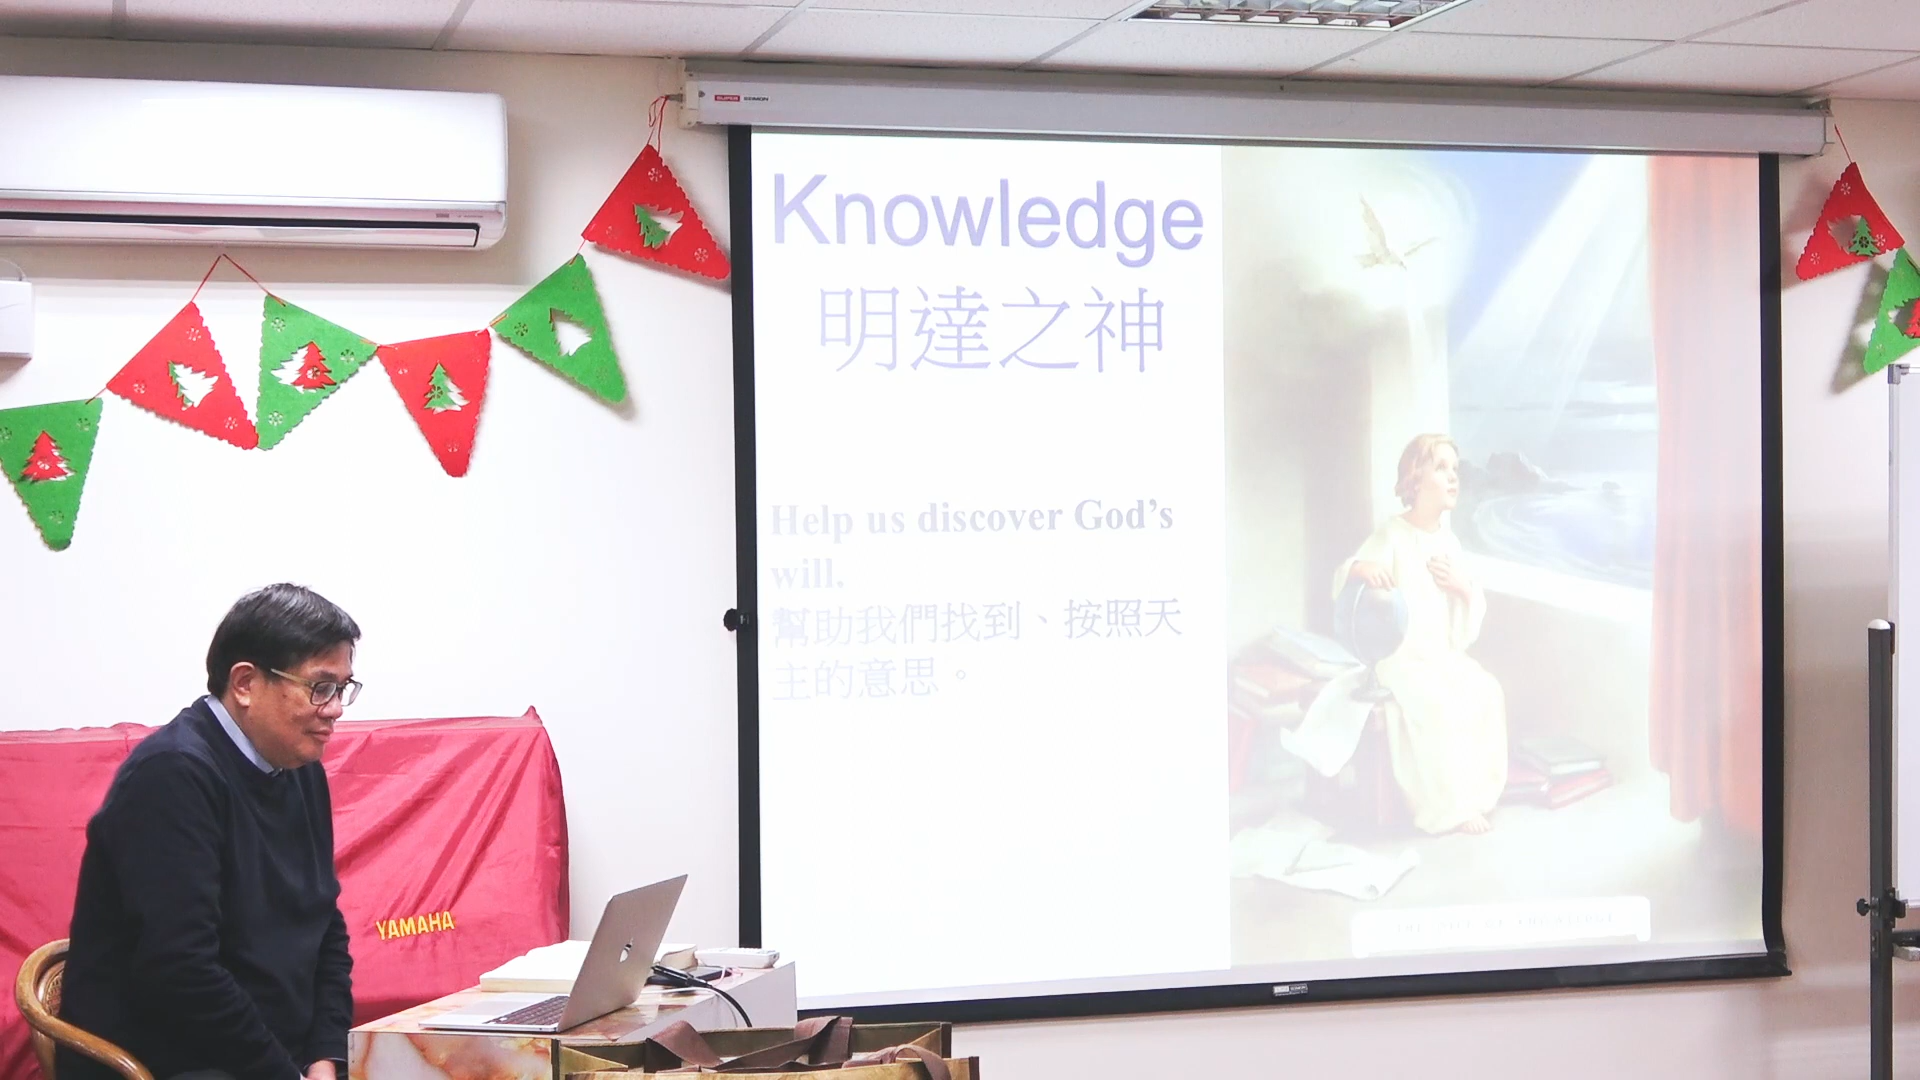 Knowledge
明達之神
Help us discover God's
will.
幫助我們找到、按照天
主的意思。
YAMAHA